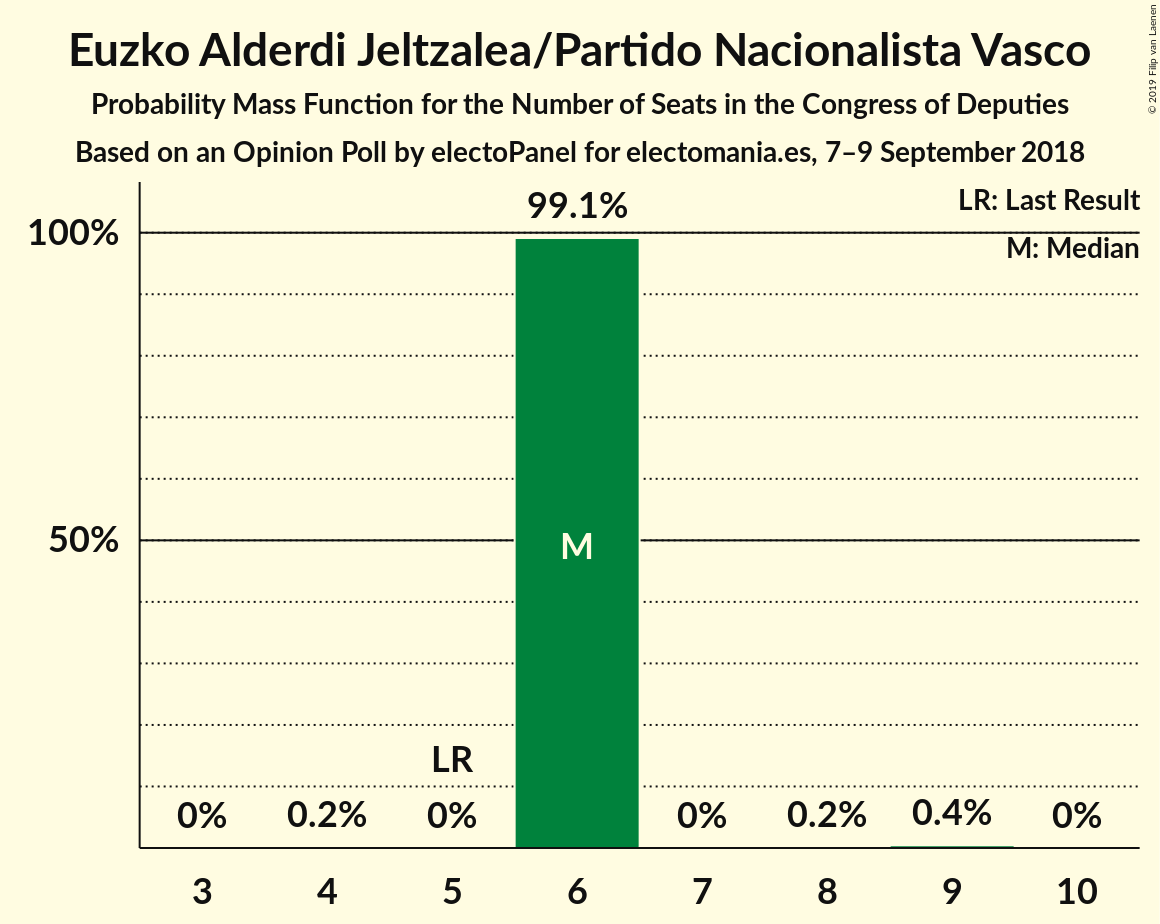 Euzko Alderdi Jeltzalea/Partido Nacionalista Vasco
Probability Mass Function for the Number of Seats in the Congress of Deputies
Based on an Opinion Poll by electoPanel for electomania.es, 7–9 September 2018
© 2019 Filip van Laenen
LR: Last Result
M: Median
99.1%
100%
50%
M
LR
0% 0.2% 0% 0% 0.2% 0.4% 0%
3 4 5 6 7 8 9 10